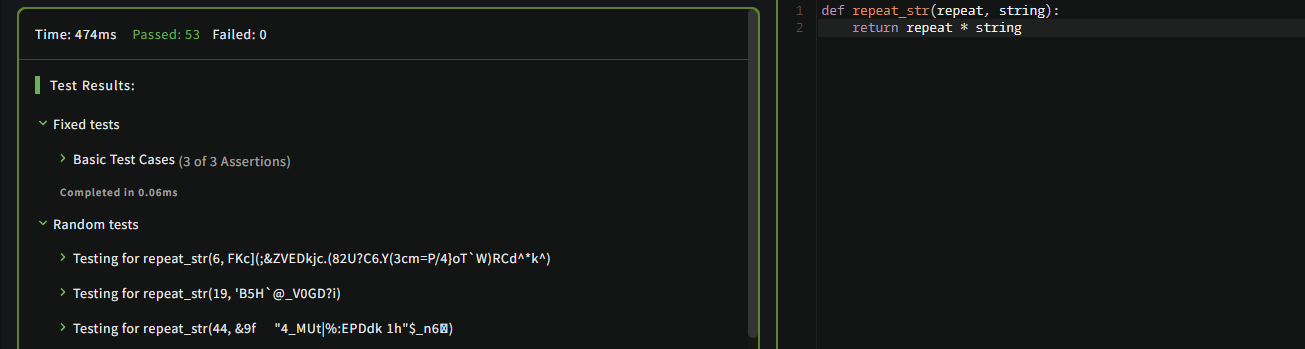 Time: 474ms Passed: 53 Failed: 0
Test Results:
Fixed tests
Basic Test Cases (3 of 3 Assertions)
Completed in 0.06ms
Random tests
Testing for repeat_str(6, FKc](;&ZVEDkjc.(82U?C6.Y(3cm=P/4}oT`W)RCd^*k^)
Testing for repeat_str(19, 'B5H`@_V0GD?i)
Testing for repeat_str(44, &9f "4_MUt|%:EPDdk 1h"$_n6)
1 def repeat_str(repeat, string):
2 return repeat * string